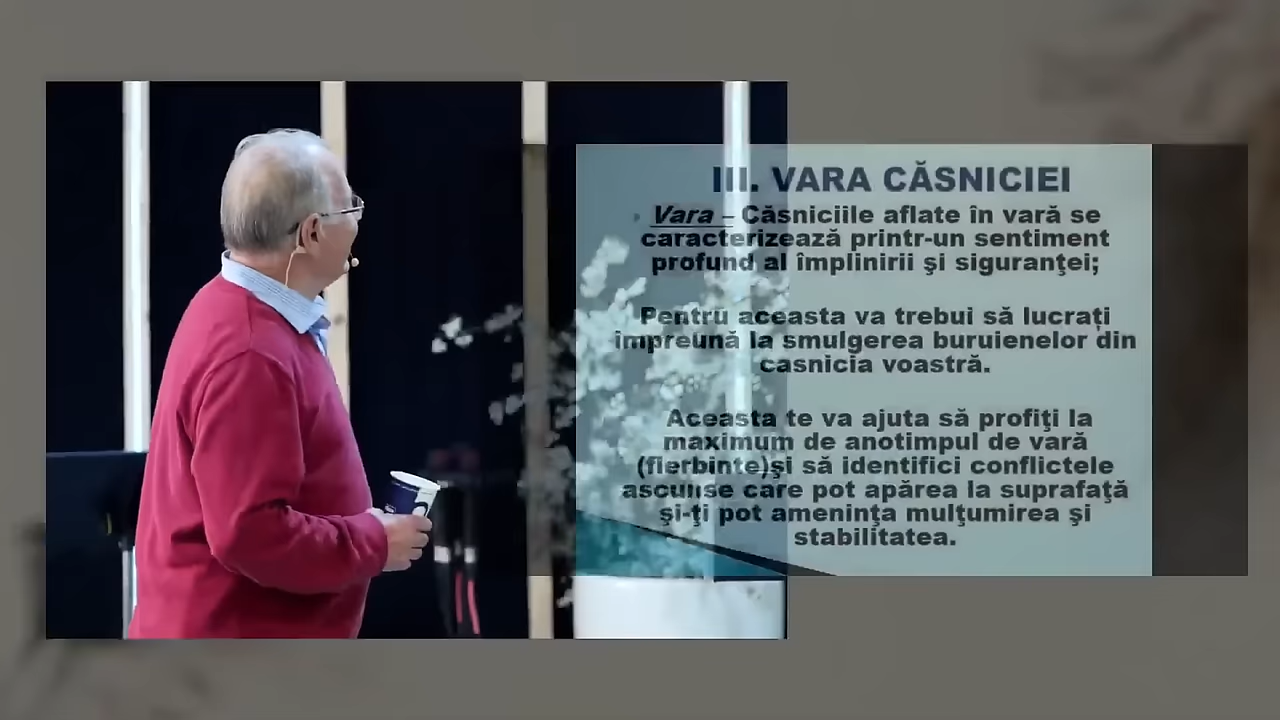 III. VARA CĂSNICIEI
Vara – Căsniciile aflate în vară se
caracterizează printr-un sentiment
profund al împlinirii şi siguranţei;
Pentru aceasta va trebui să lucrați
împreună la smulgerea buruienelor din
casnicia voastră.
Aceasta te va ajuta să profiţi la
maximum de anotimpul de vară
(fierbinte)şi să identifici conflictele
ascunse care pot apărea la suprafaţă
şi-ţi pot ameninţa mulţumirea şi
stabilitatea.